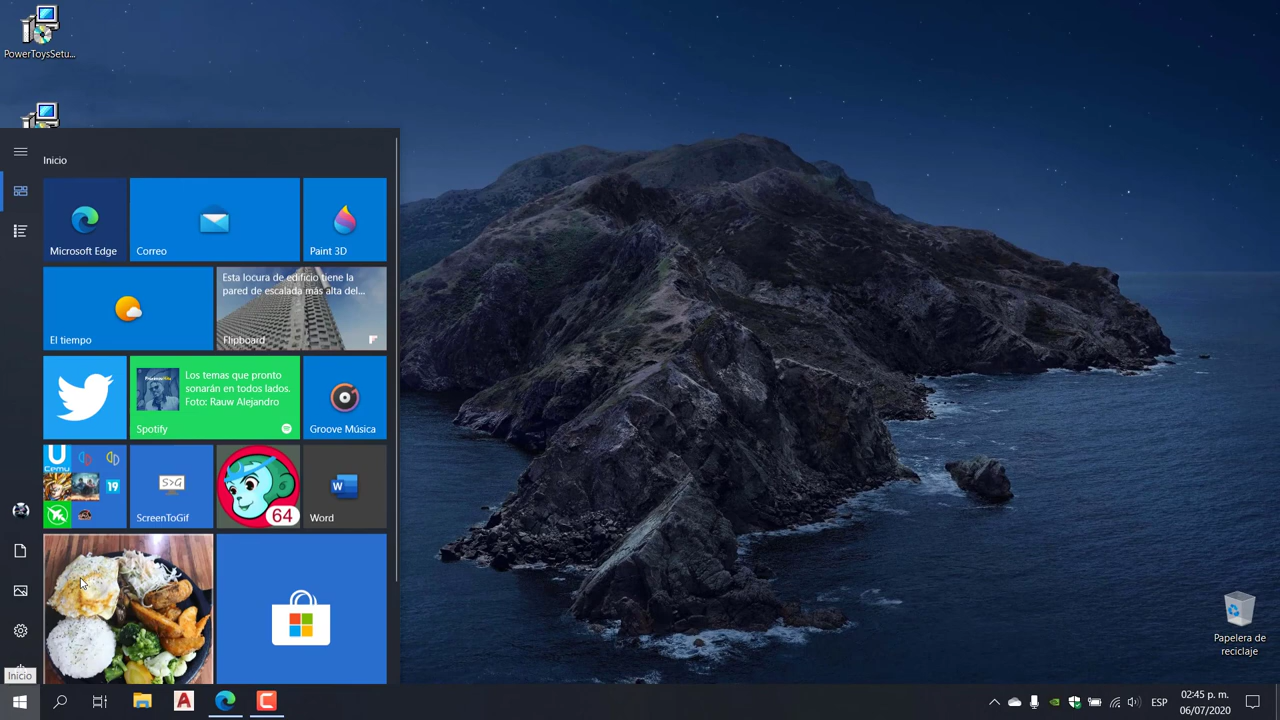 PowerToysSetu...
Inicio
Microsoft Edge
Correo
Paint 3D
El tiempo
Esta locura de edificio tiene la
pared de escalada más alta del...
Flipboard
Los temas que pronto
sonarán en todos lados.
Foto: Rauw Alejandro
Spotify
Groove Música
U
Cemu
19
S>G
ScreenToGif
64
W
Word
Papelera de
reciclaje
Inicio
A
C
ESP
02:45 p. m.
06/07/2020